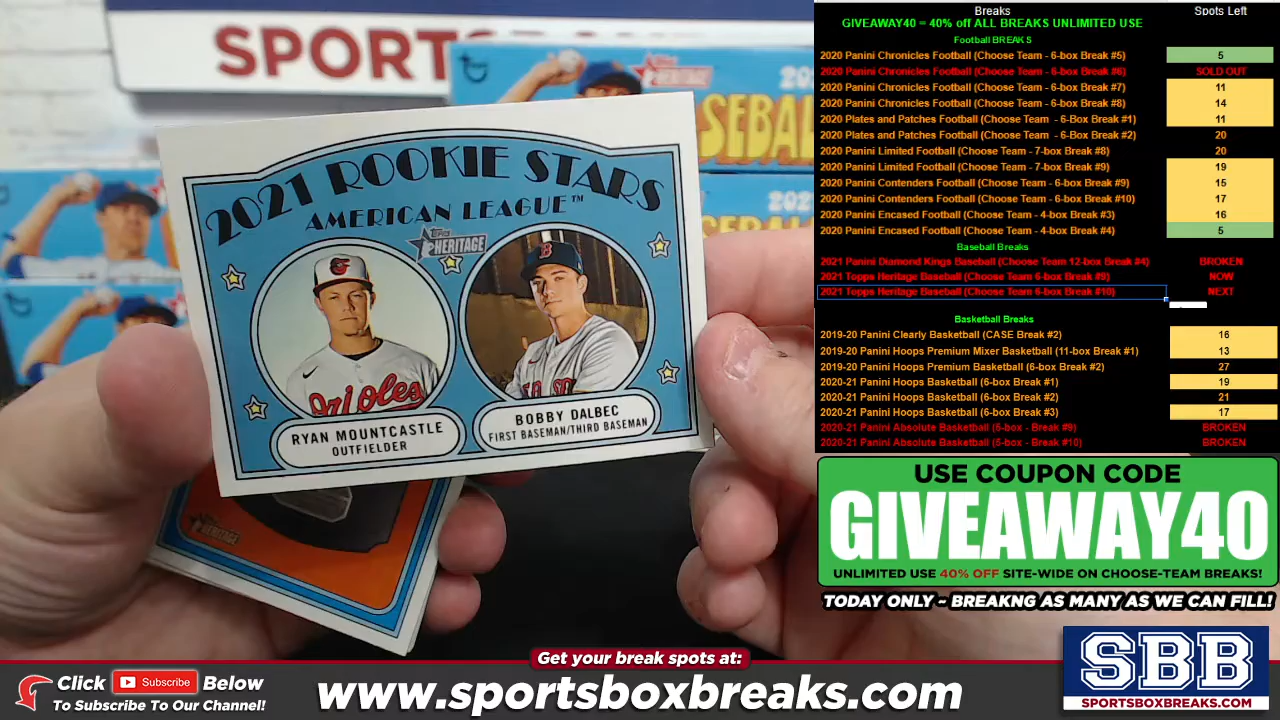 SPORTS
HERITAGE
20
SEBAL
202
SEBAL
2021 ROOKIE STARS
AMERICAN LEAGUE™
Topps
HERITAGE
Orioles
RYAN MOUNTCASTLE
OUTFIELDER
BOBBY DALBEC
FIRST BASEMAN/THIRD BASEMAN
HERITAGE
Breaks Spots Left
GIVEAWAY40 = 40% off ALL BREAKS UNLIMITED USE
Football BREAKS
2020 Panini Chronicles Football (Choose Team - 6-box Break #5) 5
2020 Panini Chronicles Football (Choose Team - 6-box Break #6) SOLD OUT
2020 Panini Chronicles Football (Choose Team - 6-box Break #7) 11
2020 Panini Chronicles Football (Choose Team - 6-box Break #8) 14
2020 Plates and Patches Football (Choose Team - 6-Box Break #1) 11
2020 Plates and Patches Football (Choose Team - 6-Box Break #2) 20
2020 Panini Limited Football (Choose Team - 7-box Break #8) 20
2020 Panini Limited Football (Choose Team - 7-box Break #9) 19
2020 Panini Contenders Football (Choose Team - 6-box Break #9) 15
2020 Panini Contenders Football (Choose Team - 6-box Break #10) 17
2020 Panini Encased Football (Choose Team - 4-box Break #3) 16
2020 Panini Encased Football (Choose Team - 4-box Break #4) 5
Baseball Breaks
2021 Panini Diamond Kings Baseball (Choose Team 12-box Break #4) BROKEN
2021 Topps Heritage Baseball (Choose Team 6-box Break #9) NOW
2021 Topps Heritage Baseball (Choose Team 6-box Break #10) NEXT
Basketball Breaks
2019-20 Panini Clearly Basketball (CASE Break #2) 16
2019-20 Panini Hoops Premium Mixer Basketball (11-box Break #1) 13
2019-20 Panini Hoops Premium Basketball (6-box Break #2) 27
2020-21 Panini Hoops Basketball (6-box Break #1) 19
2020-21 Panini Hoops Basketball (6-box Break #2) 21
2020-21 Panini Hoops Basketball (6-box Break #3) 17
2020-21 Panini Absolute Basketball (5-box - Break #9) BROKEN
2020-21 Panini Absolute Basketball (5-box - Break #10) BROKEN
USE COUPON CODE
GIVEAWAY40
UNLIMITED USE 40% OFF SITE-WIDE ON CHOOSE-TEAM BREAKS!
TODAY ONLY ~ BREAKNG AS MANY AS WE CAN FILL!
SBB
SPORTSBOXBREAKS.COM
Get your break spots at:
www.sportsboxbreaks.com
Click Subscribe Below
To Subscribe To Our Channel!